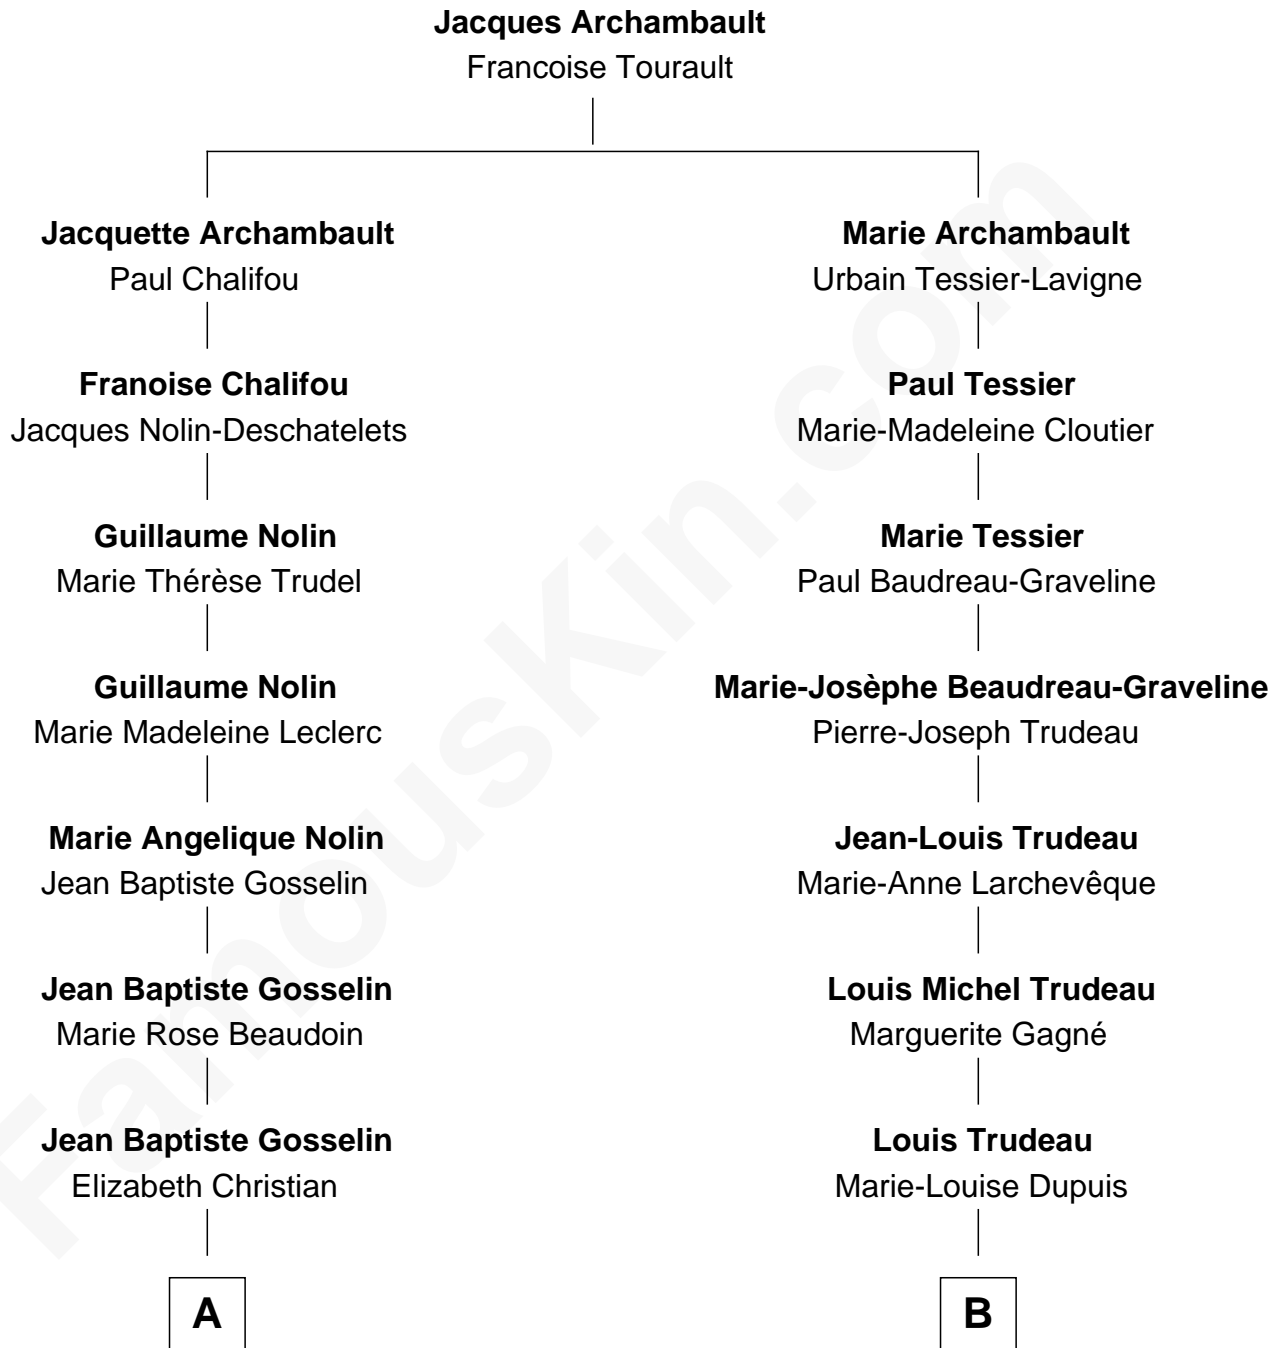 Jacques Archambault
Francoise Tourault
Jacquette Archambault
Paul Chalifou
Marie Archambault
Urbain Tessier-Lavigne
Franoise Chalifou
Jacques Nolin-Deschatelets
Paul Tessier
Marie-Madeleine Cloutier
Guillaume Nolin
Marie Thérèse Trudel
Marie Tessier
Paul Baudreau-Graveline
Guillaume Nolin
Marie Madeleine Leclerc
Marie-Josèphe Beaudreau-Graveline
Pierre-Joseph Trudeau
Marie Angelique Nolin
Jean Baptiste Gosselin
Jean-Louis Trudeau
Marie-Anne Larchevêque
Jean Baptiste Gosselin
Marie Rose Beaudoin
Louis Michel Trudeau
Marguerite Gagné
Jean Baptiste Gosselin
Elizabeth Christian
Louis Trudeau
Marie-Louise Dupuis
A
B
FamousKin.com